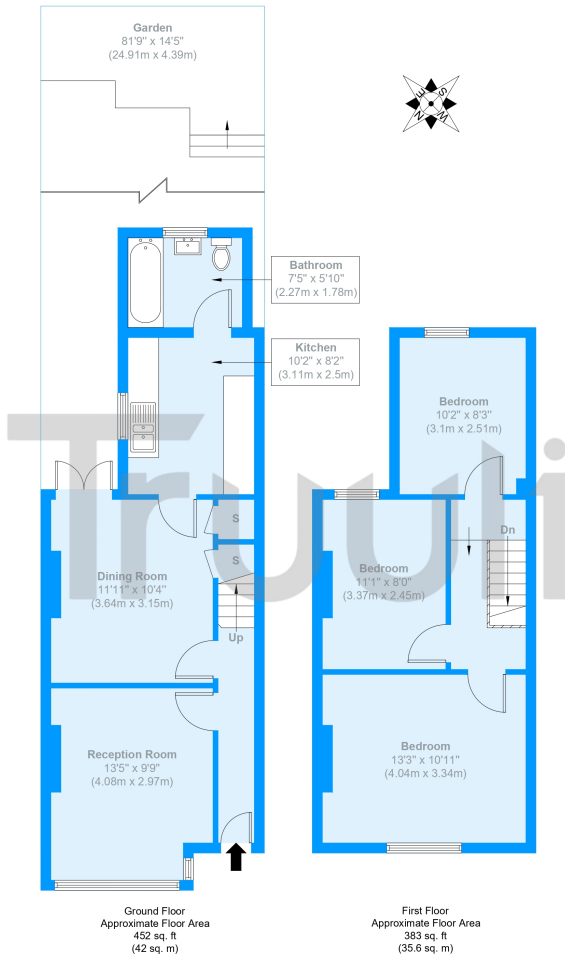 Garden
81'9" x 14'5"
(24.91m x 4.39m)
E
S
N
W
Bathroom
7'5" x 5'10"
(2.27m x 1.78m)
Kitchen
10'2" x 8'2"
(3.11m x 2.5m)
Bedroom
10'2" x 8'3"
(3.1m x 2.51m)
Truuli
S
S
Dn
Dining Room
11'11" x 10'4"
(3.64m x 3.15m)
Bedroom
11'1" x 8'0"
(3.37m x 2.45m)
Up
Reception Room
13'5" x 9'9"
(4.08m x 2.97m)
Bedroom
13'3" x 10'11"
(4.04m x 3.34m)
Ground Floor
Approximate Floor Area
452 sq. ft
(42 sq. m)
First Floor
Approximate Floor Area
383 sq. ft
(35.6 sq. m)